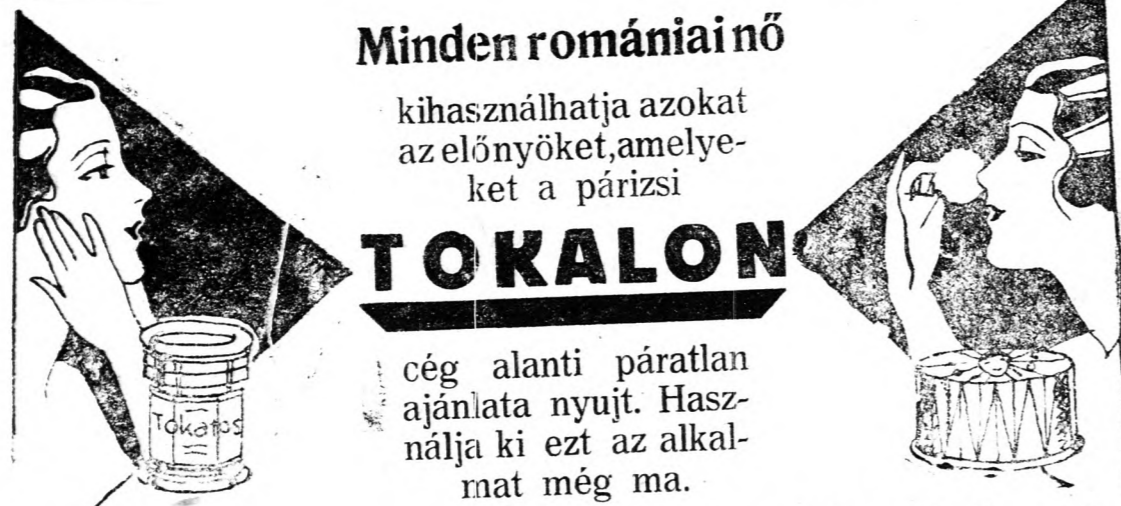 Minden romániai nő
kihasználhatja azokat
az előnyöket, amelye-
ket a párizsi
TOKALON
cég alanti páratlan
ajánlata nyujt. Hasz-
nálja ki ezt az alkal-
mat még ma.